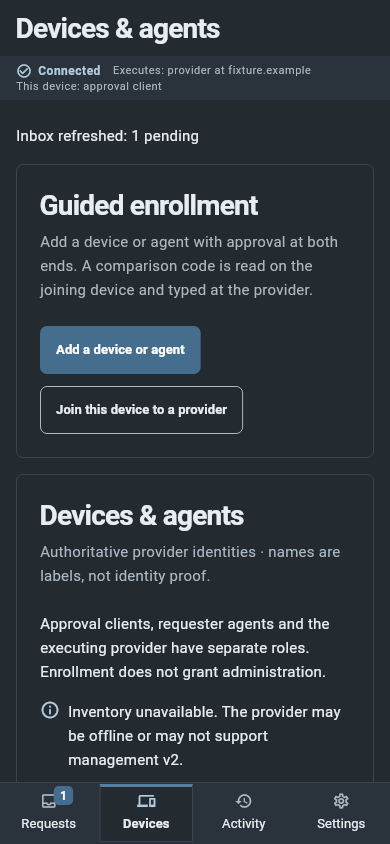 Devices & agents
Connected Executes: provider at fixture.example
This device: approval client
Inbox refreshed: 1 pending
Guided enrollment
Add a device or agent with approval at both
ends. A comparison code is read on the
joining device and typed at the provider.
Add a device or agent
Join this device to a provider
Devices & agents
Authoritative provider identities · names are
labels, not identity proof.
Approval clients, requester agents and the
executing provider have separate roles.
Enrollment does not grant administration.
Inventory unavailable. The provider may
be offline or may not support
management v2.
1
Requests Devices Activity Settings